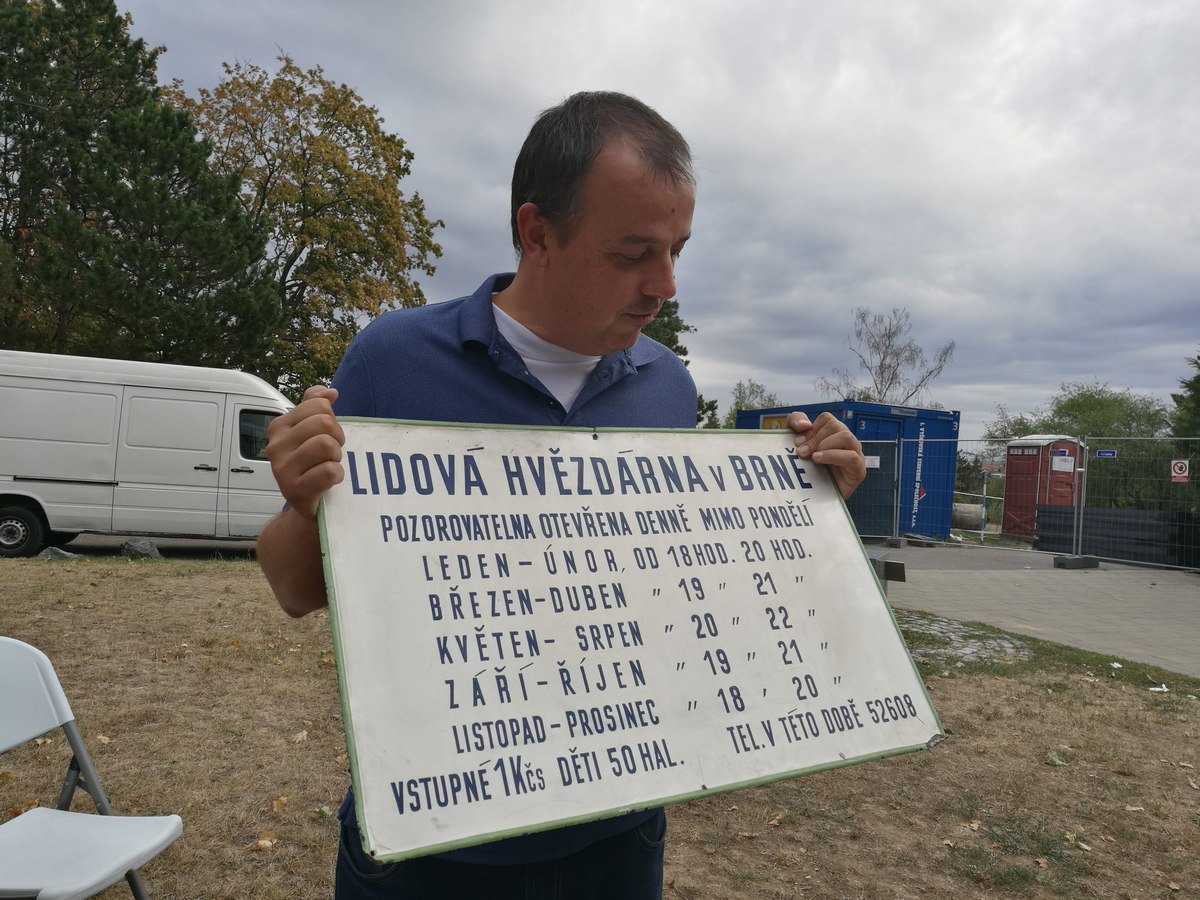 LIDOVÁ HVĚZDÁRNA v BRNĚ
POZOROVATELNA OTEVŘENA DENNĚ MIMO PONDĚLÍ
LEDEN – ÚNOR, OD 18 HOD. 20 HOD.
BŘEZEN – DUBEN " 19 " 21 "
KVĚTEN – SRPEN " 20 " 22 "
ZÁŘÍ – ŘÍJEN " 19 " 21 "
LISTOPAD – PROSINEC " 18 " 20 "
VSTUPNÉ 1 Kčs DĚTI 50 HAL. TEL. V TÉTO DOBĚ 52608
3
3